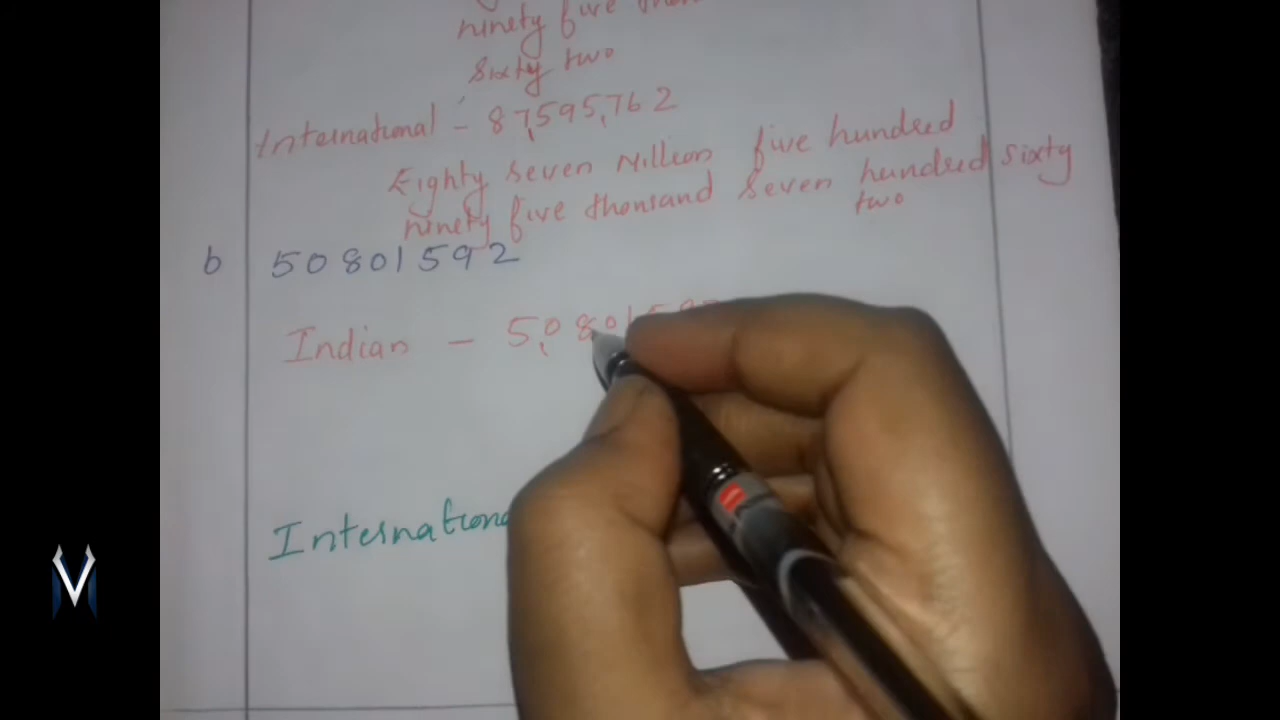 ninety five
sixty two
International - 87,595,762
Eighty seven Million five hundred
ninety five thousand seven hundred sixty
two
b 50801592
Indian - 5,0801592
International